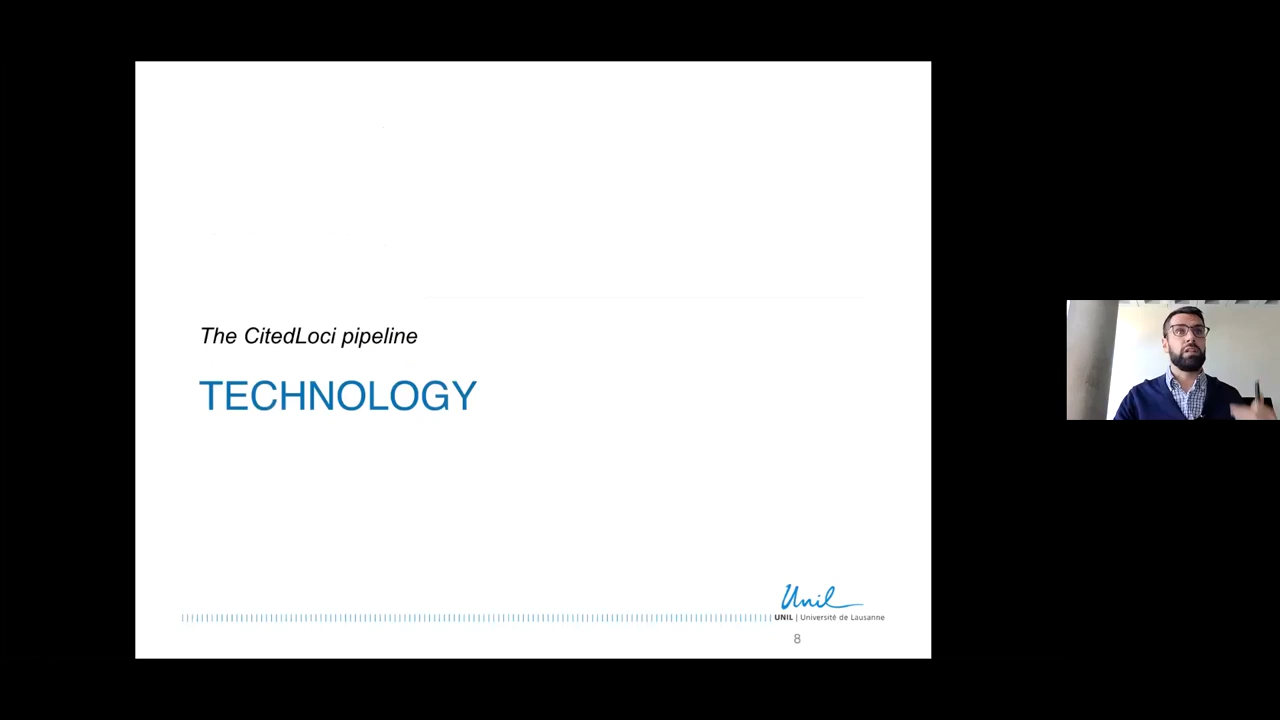 The CitedLoci pipeline
TECHNOLOGY
Unil
UNIL | Université de Lausanne
8